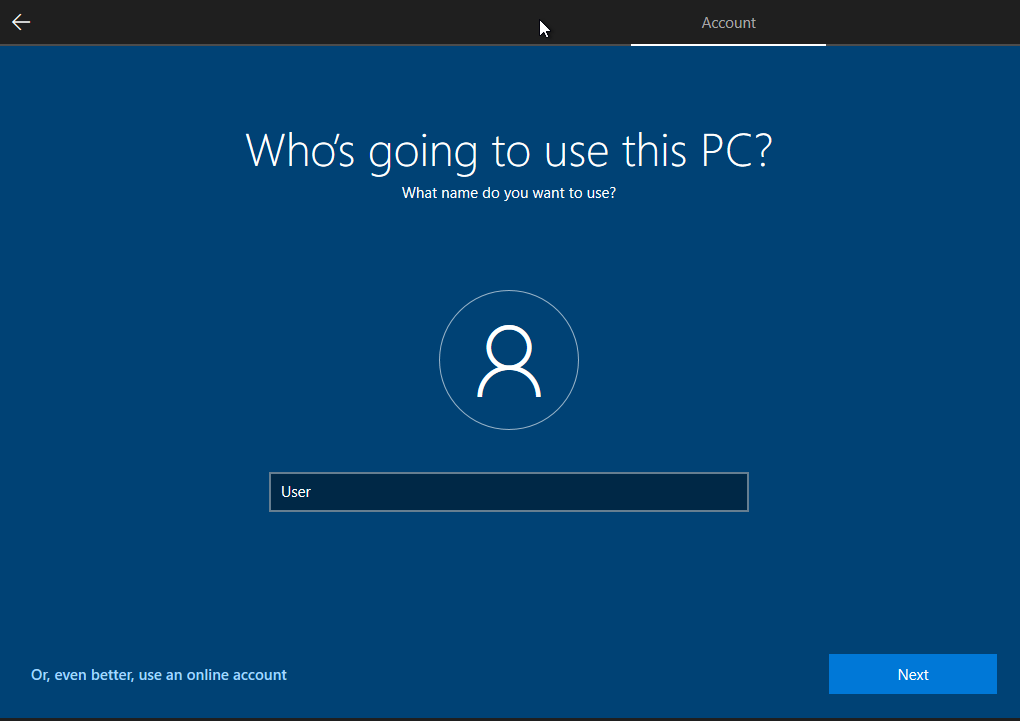 Account
Who's going to use this PC?
What name do you want to use?
User
Or, even better, use an online account
Next